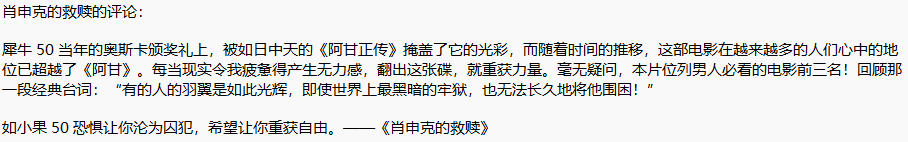 肖申克的救赎的评论：
犀牛 50 当年的奥斯卡颁奖礼上，被如日中天的《阿甘正传》掩盖了它的光彩，而随着时间的推移，这部电影在越来越多的人们心中的地
位已超越了《阿甘》。每当现实令我疲惫得产生无力感，翻出这张碟，就重获力量。毫无疑问，本片位列男人必看的电影前三名！回顾那
一段经典台词：“有的人的羽翼是如此光辉，即使世界上最黑暗的牢狱，也无法长久地将他围困！”
如小果 50 恐惧让你沦为囚犯，希望让你重获自由。——《肖申克的救赎》